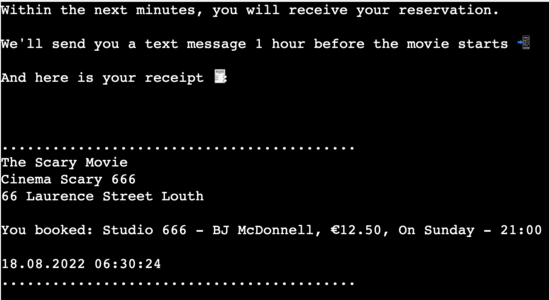 Within the next minutes, you will receive your reservation.
We'll send you a text message 1 hour before the movie starts 📲
And here is your receipt 🧾
...........................................
The Scary Movie
Cinema Scary 666
66 Laurence Street Louth
You booked: Studio 666 - BJ McDonnell, €12.50, On Sunday - 21:00
18.08.2022 06:30:24
...........................................